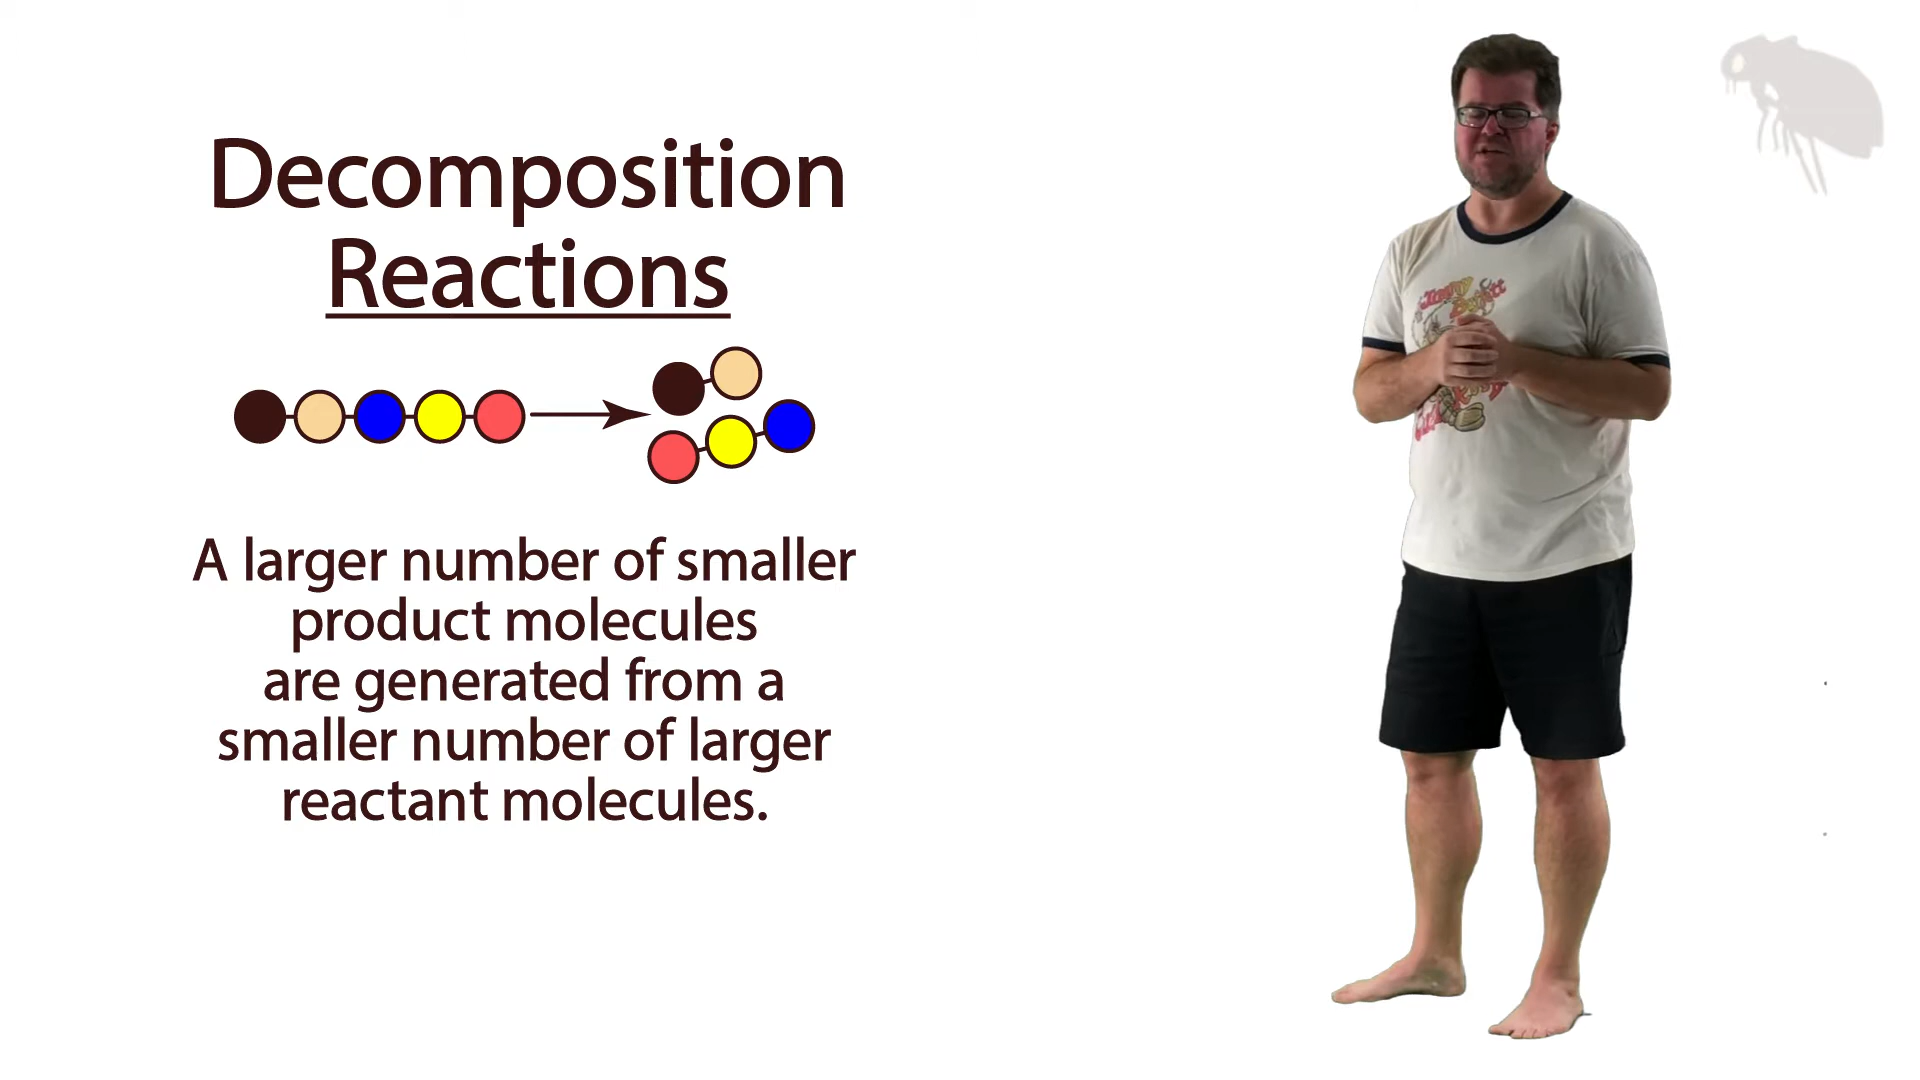 Decomposition
Reactions
A larger number of smaller
product molecules
are generated from a
smaller number of larger
reactant molecules.